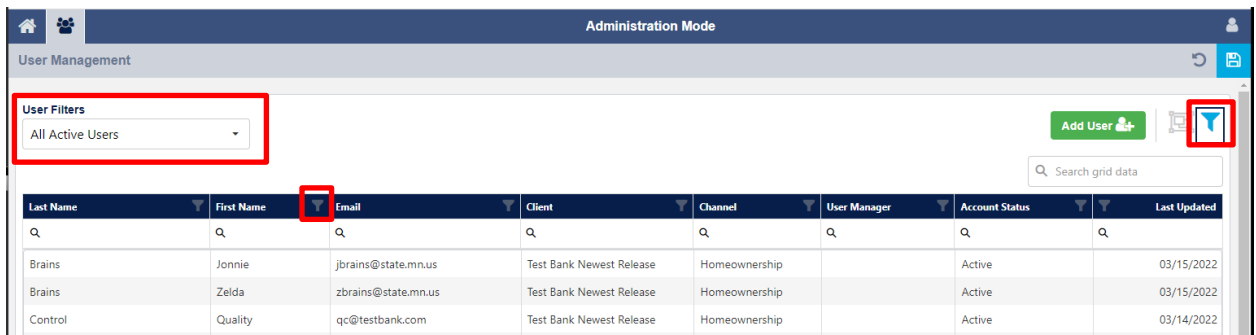 Administration Mode
User Management
User Filters
All Active Users
Add User
Search grid data
Last Name First Name Email Client Channel User Manager Account Status Last Updated
Brains Jonnie jbrains@state.mn.us Test Bank Newest Release Homeownership Active 03/15/2022
Brains Zelda zbrains@state.mn.us Test Bank Newest Release Homeownership Active 03/15/2022
Control Quality qc@testbank.com Test Bank Newest Release Homeownership Active 03/14/2022